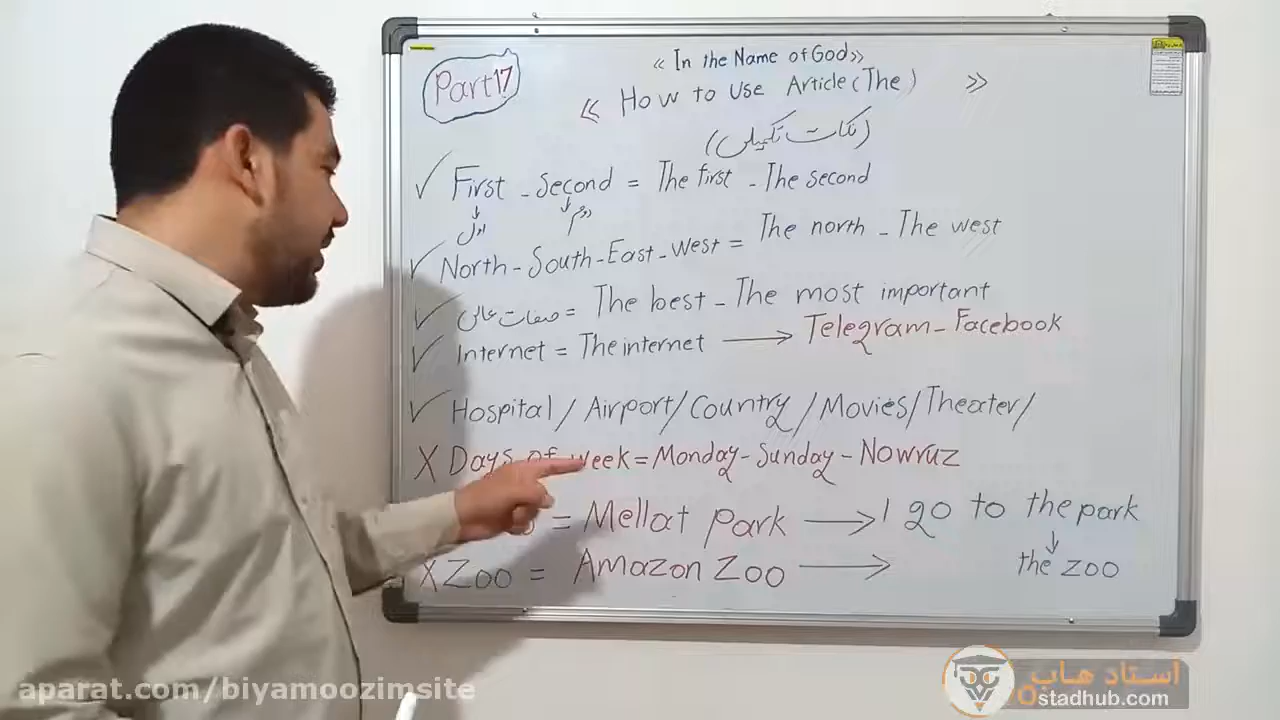 Part 17
« In the Name of God»
« How to Use Article (The) »
(نکات تکمیلی)
✓ First - Second = The first - The second
اول دوم
✓ North - South - East - west = The north - The west
✓ صفات عالی = The best - The most important
✓ Internet = The internet → Telegram - Facebook
✓ Hospital / Airport / Country / Movies / Theater /
X Days of week = Monday - Sunday - Nowruz
= Mellat park → I go to the park
X Zoo = Amazon Zoo → the zoo
aparat.com/biyamoozimsite
استاد هاب
Ostadhub.com